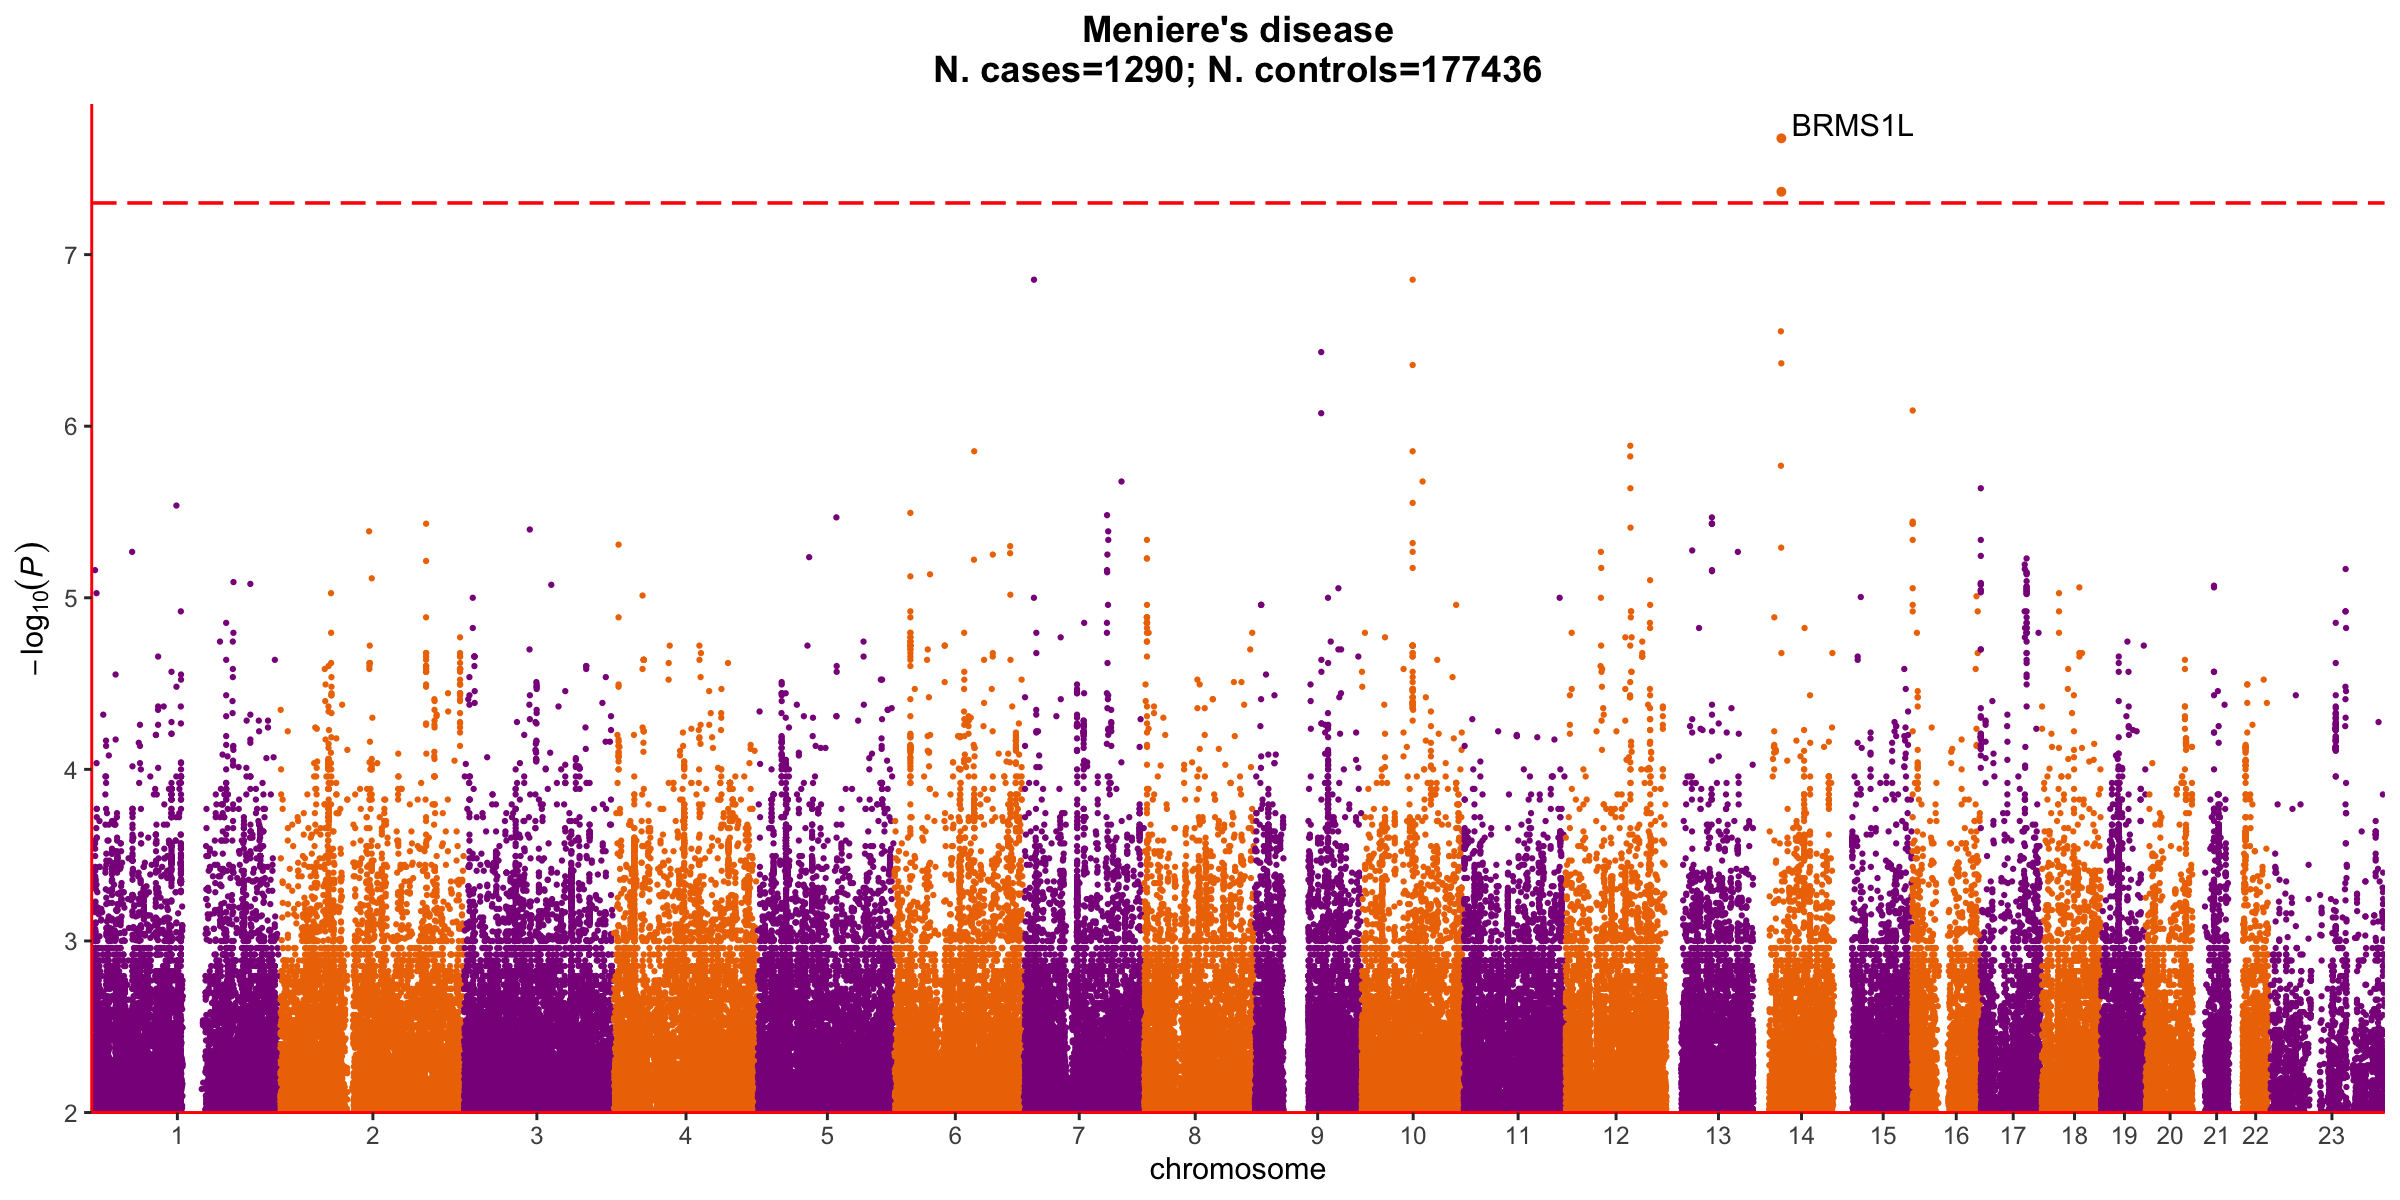 Meniere's disease
N. cases=1290; N. controls=177436
BRMS1L
7
6
5
4
3
2
−log10(P)
1 2 3 4 5 6 7 8 9 10 11 12 13 14 15 16 17 18 19 20 21 22 23
chromosome